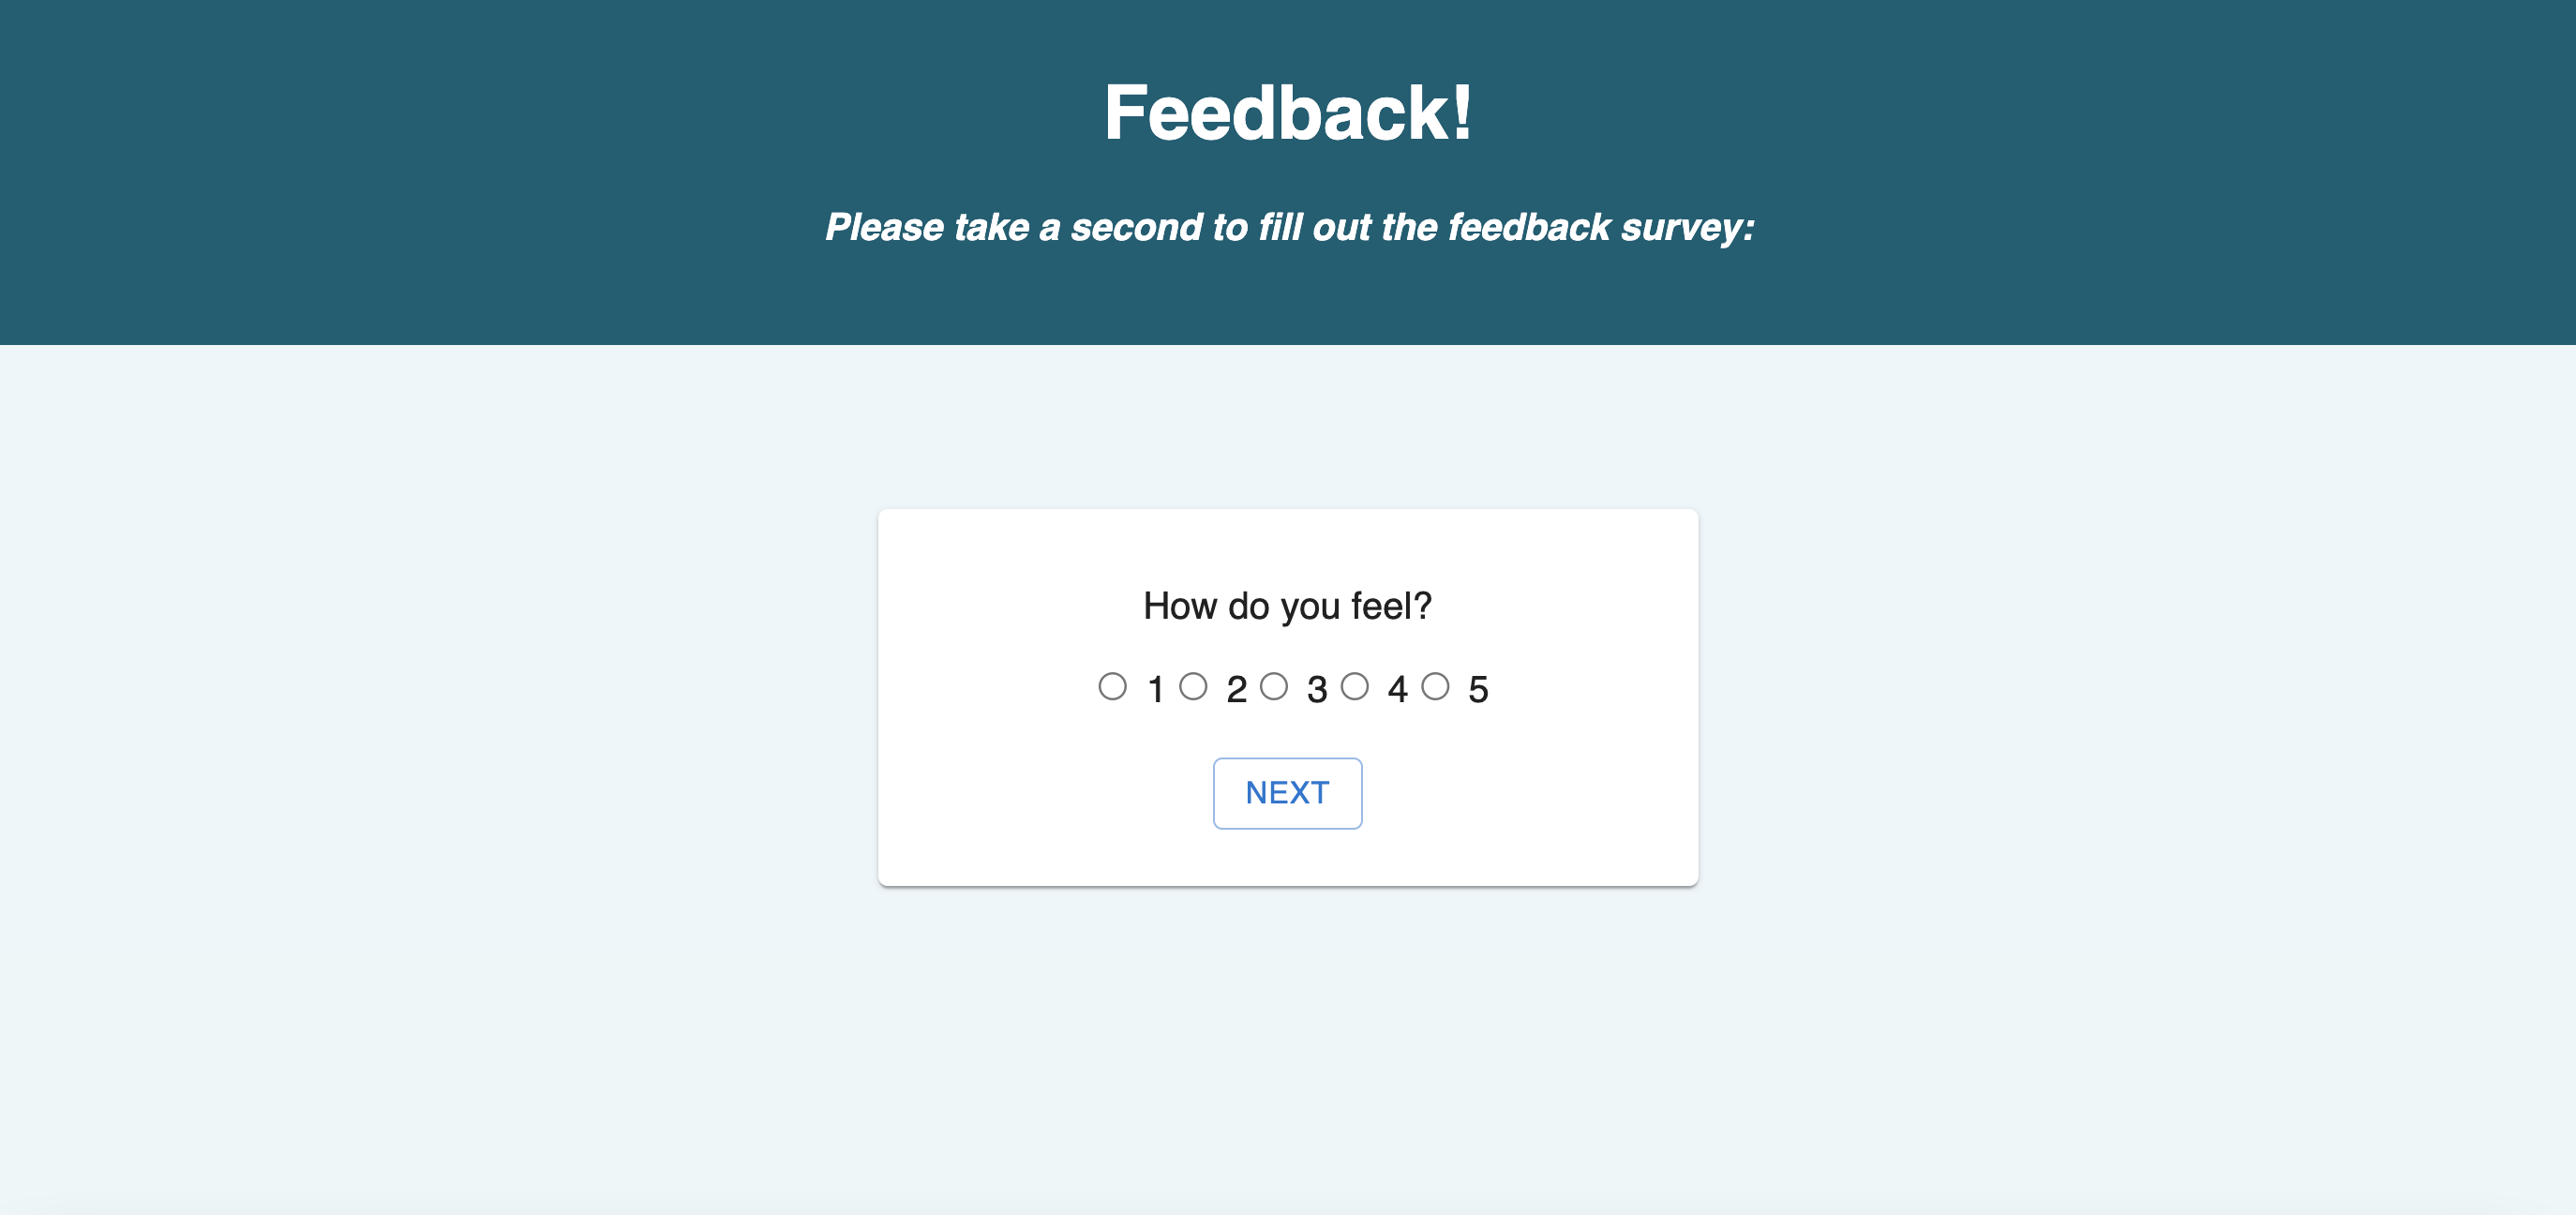 Feedback!
Please take a second to fill out the feedback survey:
How do you feel?
1 2 3 4 5
NEXT